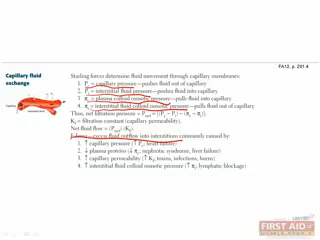 FA12, p. 291.4
Capillary fluid
exchange
Starling forces determine fluid movement through capillary membranes:
1. Pc = capillary pressure—pushes fluid out of capillary
2. Pi = interstitial fluid pressure—pushes fluid into capillary
3. πc = plasma colloid osmotic pressure—pulls fluid into capillary
4. πi = interstitial fluid colloid osmotic pressure—pulls fluid out of capillary
Thus, net filtration pressure = Pnet = [(Pc − Pi) − (πc − πi)].
Kf = filtration constant (capillary permeability).
Net fluid flow = (Pnet) (Kf).
Edema—excess fluid outflow into interstitium commonly caused by:
1. ↑ capillary pressure (↑ Pc; heart failure)
2. ↓ plasma proteins (↓ πc; nephrotic syndrome, liver failure)
3. ↑ capillary permeability (↑ Kf; toxins, infections, burns)
4. ↑ interstitial fluid colloid osmotic pressure (↑ πi; lymphatic blockage)
FIRST AID